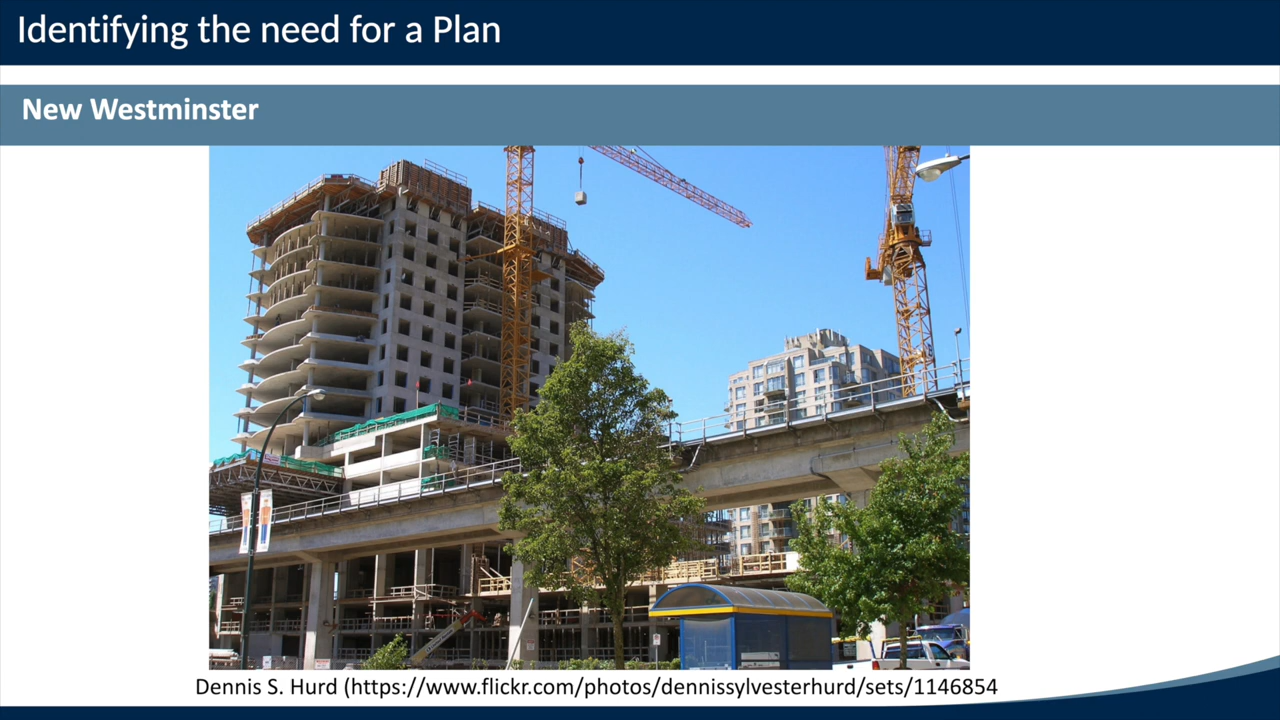 Identifying the need for a Plan
New Westminster
Dennis S. Hurd (https://www.flickr.com/photos/dennissylvesterhurd/sets/1146854